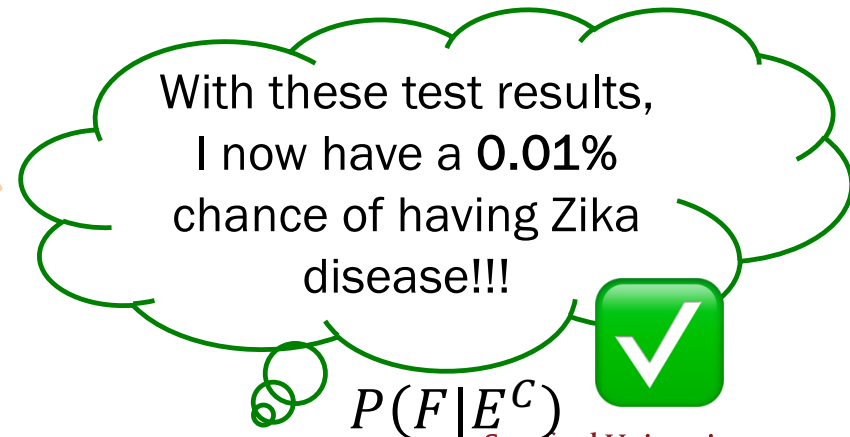 With these test results,
I now have a 0.01%
chance of having Zika
disease!!!
P(F|E^C)